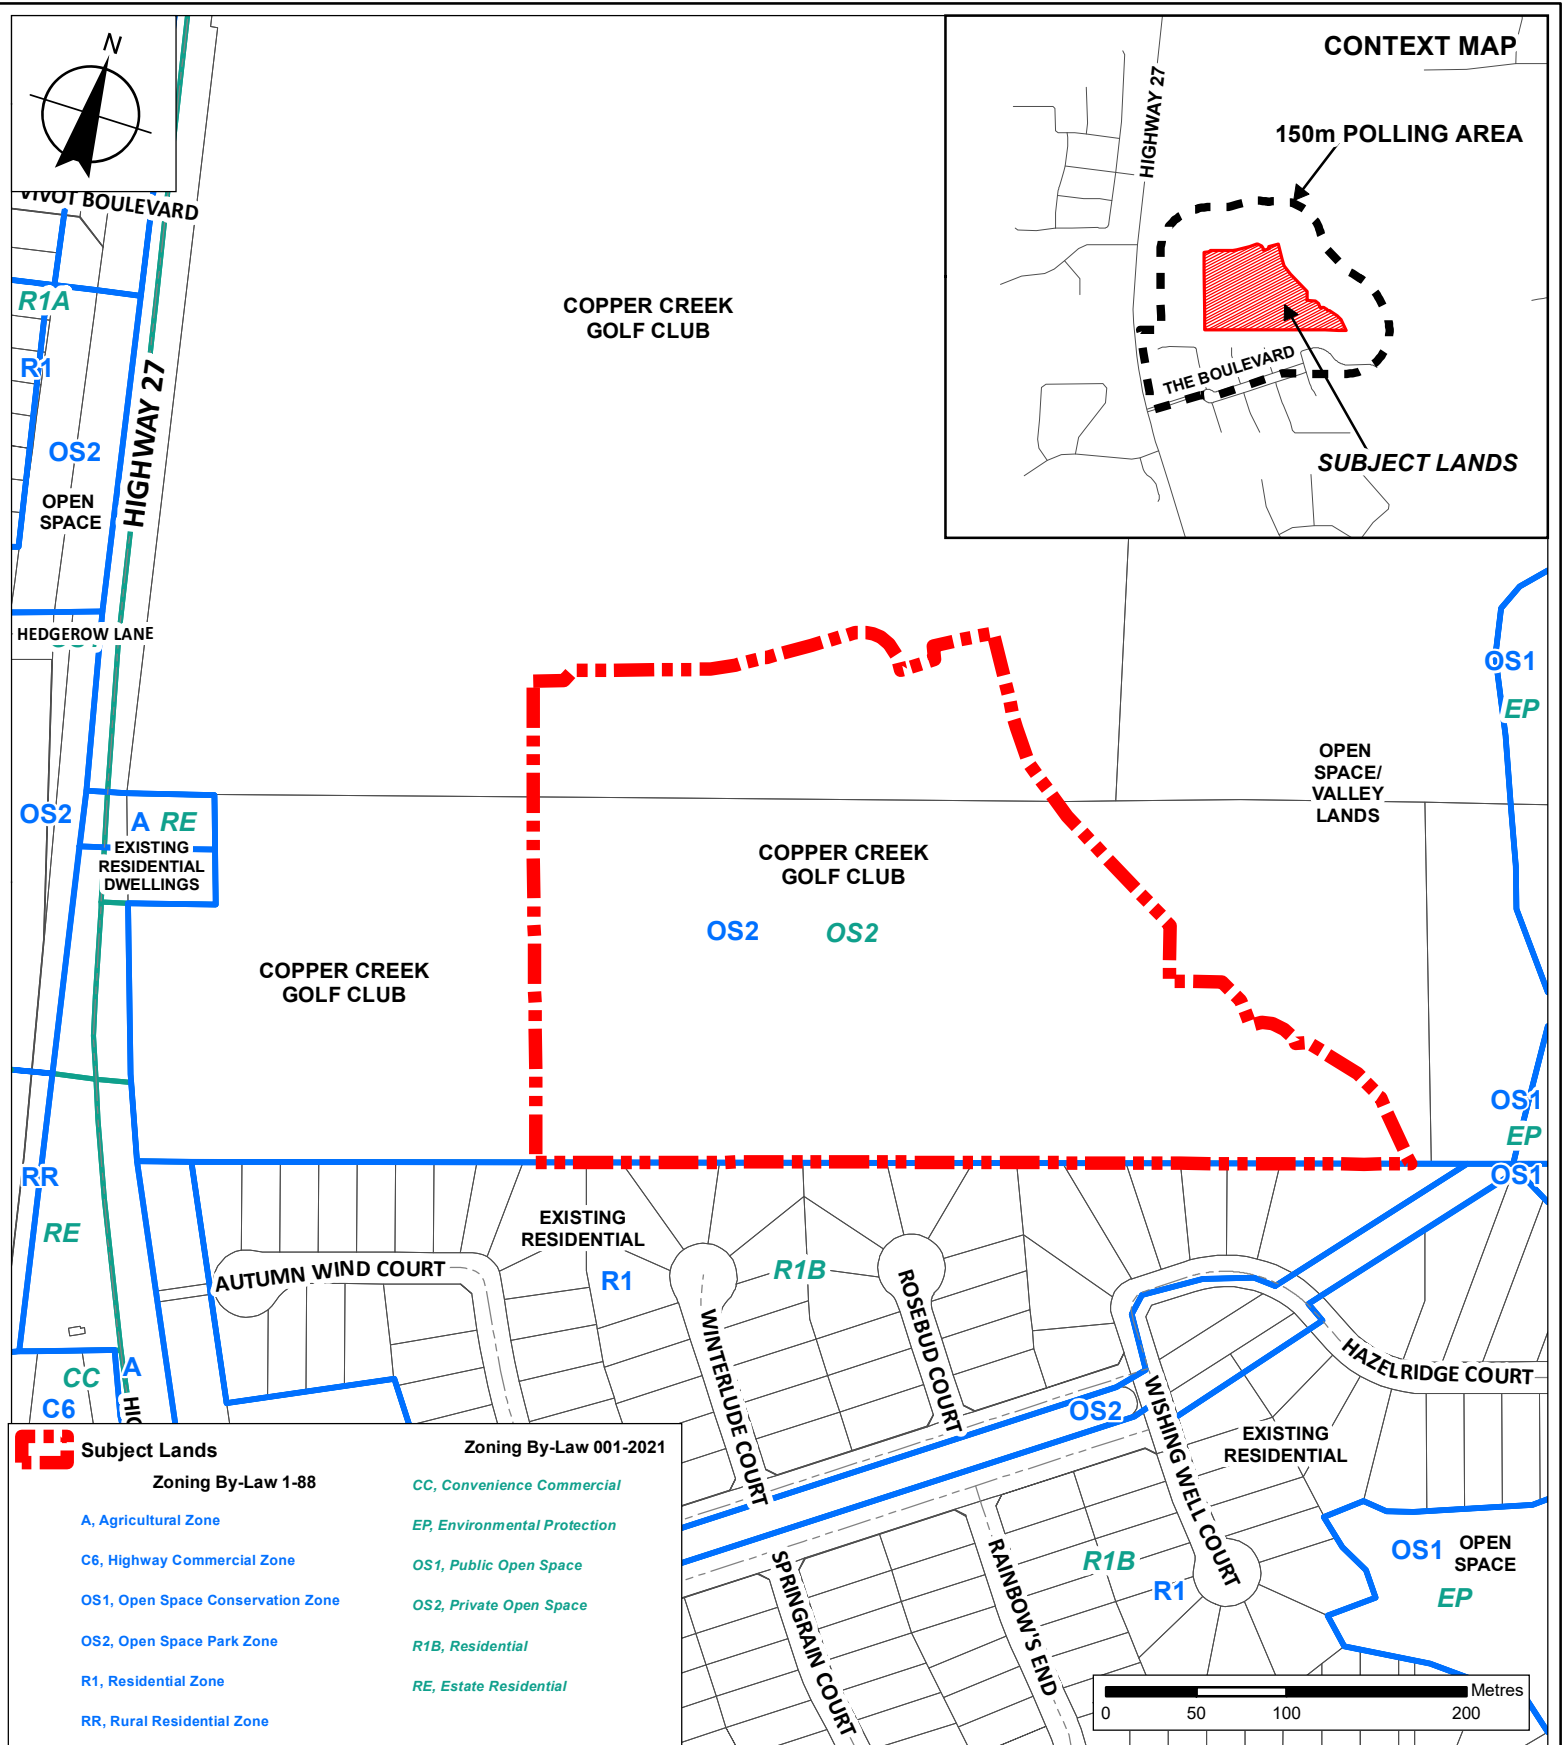 N
CONTEXT MAP
HIGHWAY 27
150m POLLING AREA
THE BOULEVARD
SUBJECT LANDS
VIVOT BOULEVARD
R1A
R1
OS2
OPEN
SPACE
HIGHWAY 27
COPPER CREEK
GOLF CLUB
HEDGEROW LANE
OS1
EP
OPEN
SPACE/
VALLEY
LANDS
OS2
A RE
EXISTING
RESIDENTIAL
DWELLINGS
COPPER CREEK
GOLF CLUB
OS2 OS2
COPPER CREEK
GOLF CLUB
OS1
EP
OS1
RR
RE
EXISTING
RESIDENTIAL
R1
R1B
AUTUMN WIND COURT
WINTERLUDE COURT
ROSEBUD COURT
HAZELRIDGE COURT
WISHING WELL COURT
CC
A
C6
HIG
OS2
EXISTING
RESIDENTIAL
SPRINGRAIN COURT
RAINBOW'S END
R1B
R1
OS1
OPEN
SPACE
EP
Subject Lands
Zoning By-Law 1-88
A, Agricultural Zone
C6, Highway Commercial Zone
OS1, Open Space Conservation Zone
OS2, Open Space Park Zone
R1, Residential Zone
RR, Rural Residential Zone
Zoning By-Law 001-2021
CC, Convenience Commercial
EP, Environmental Protection
OS1, Public Open Space
OS2, Private Open Space
R1B, Residential
RE, Estate Residential
Metres
0 50 100 200